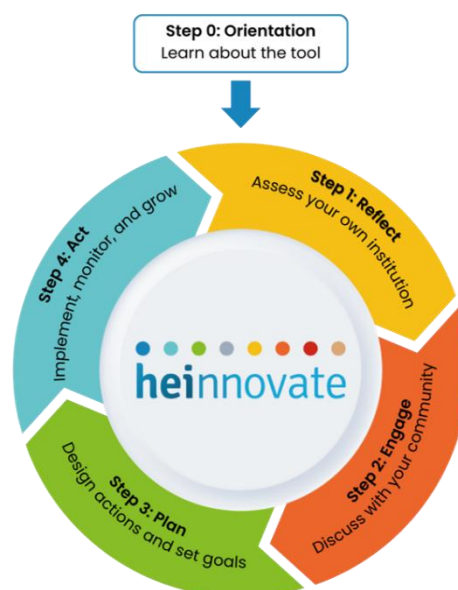 Step 0: Orientation
Learn about the tool
Step 1: Reflect
Assess your own institution
Step 2: Engage
Discuss with your community
Step 3: Plan
Design actions and set goals
Step 4: Act
Implement, monitor, and grow
heinnovate